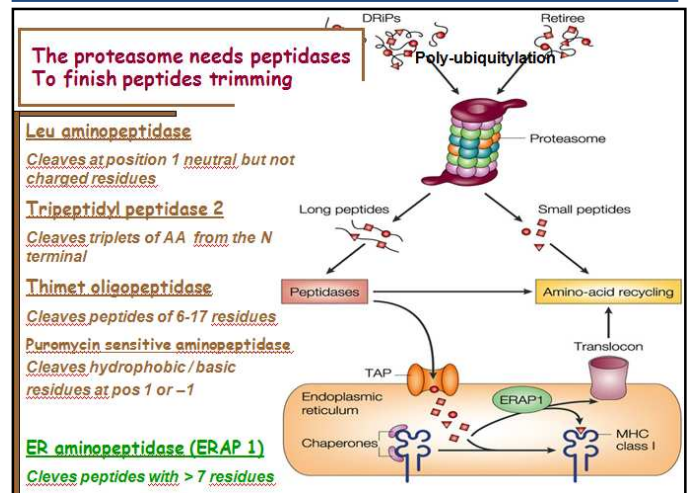 DRiPs
Retiree
The proteasome needs peptidases
To finish peptides trimming
Poly-ubiquitylation
Leu aminopeptidase
Cleaves at position 1 neutral but not
charged residues
Tripeptidyl peptidase 2
Cleaves triplets of AA from the N
terminal
Thimet oligopeptidase
Cleaves peptides of 6-17 residues
Puromycin sensitive aminopeptidase
Cleaves hydrophobic / basic
residues at pos 1 or –1
ER aminopeptidase (ERAP 1)
Cleves peptides with > 7 residues
Proteasome
Long peptides
Small peptides
Peptidases
Amino-acid recycling
Translocon
TAP
Endoplasmic
reticulum
ERAP1
Chaperones
MHC
class I